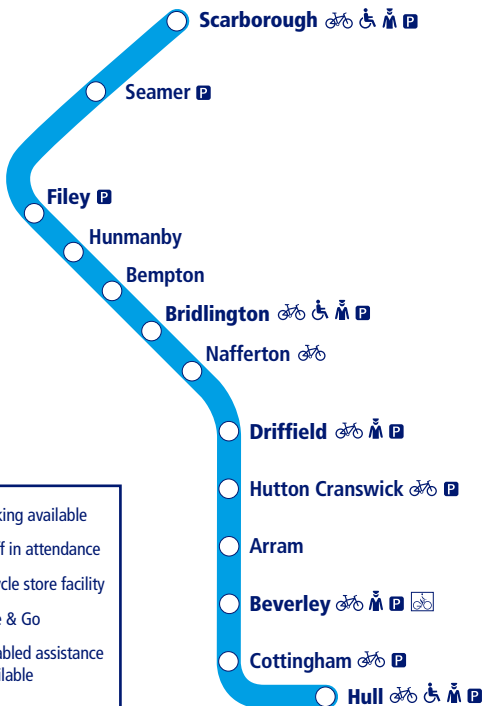 Scarborough P
Seamer P
Filey P
Hunmanby
Bempton
Bridlington P
Nafferton
Driffield P
Hutton Cranswick P
Arram
Beverley P
Cottingham P
Hull P
king available
f in attendance
cle store facility
& Go
abled assistance
ilable